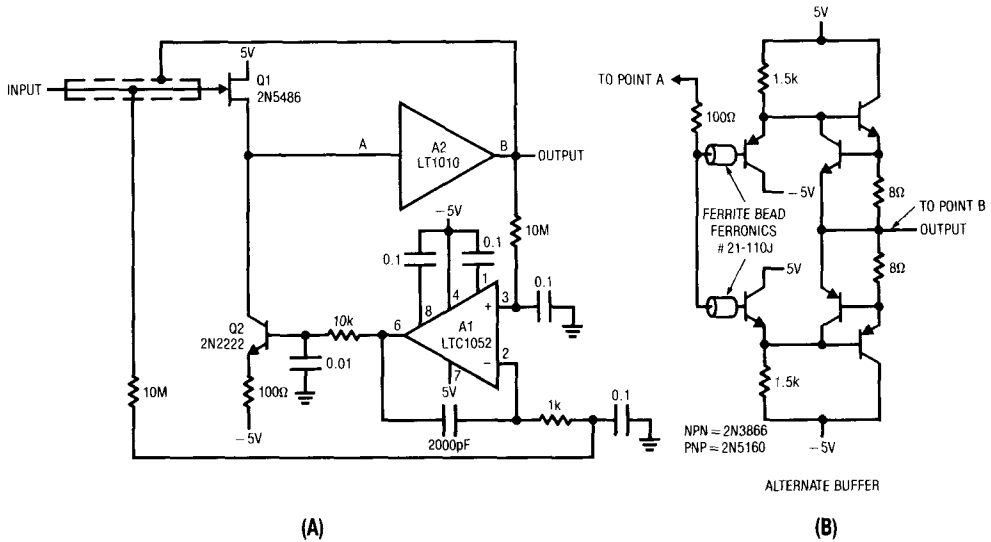 INPUT
5V
Q1
2N5486
A
A2
LT1010
B
OUTPUT
-5V
10M
0.1
0.1
1
8
4
3
+
0.1
A1
LTC1052
6
10k
Q2
2N2222
0.01
100Ω
-5V
10M
2
-
7
5V
1k
0.1
2000pF
(A)
5V
TO POINT A
1.5k
100Ω
-5V
8Ω
TO POINT B
OUTPUT
FERRITE BEAD
FERRONICS
#21-110J
8Ω
5V
1.5k
NPN = 2N3866
PNP = 2N5160
-5V
ALTERNATE BUFFER
(B)